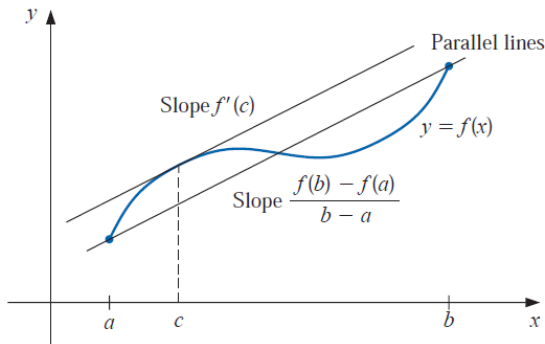 y
Parallel lines
Slope f′(c)
y = f(x)
Slope f(b) − f(a)
b − a
a
c
b
x